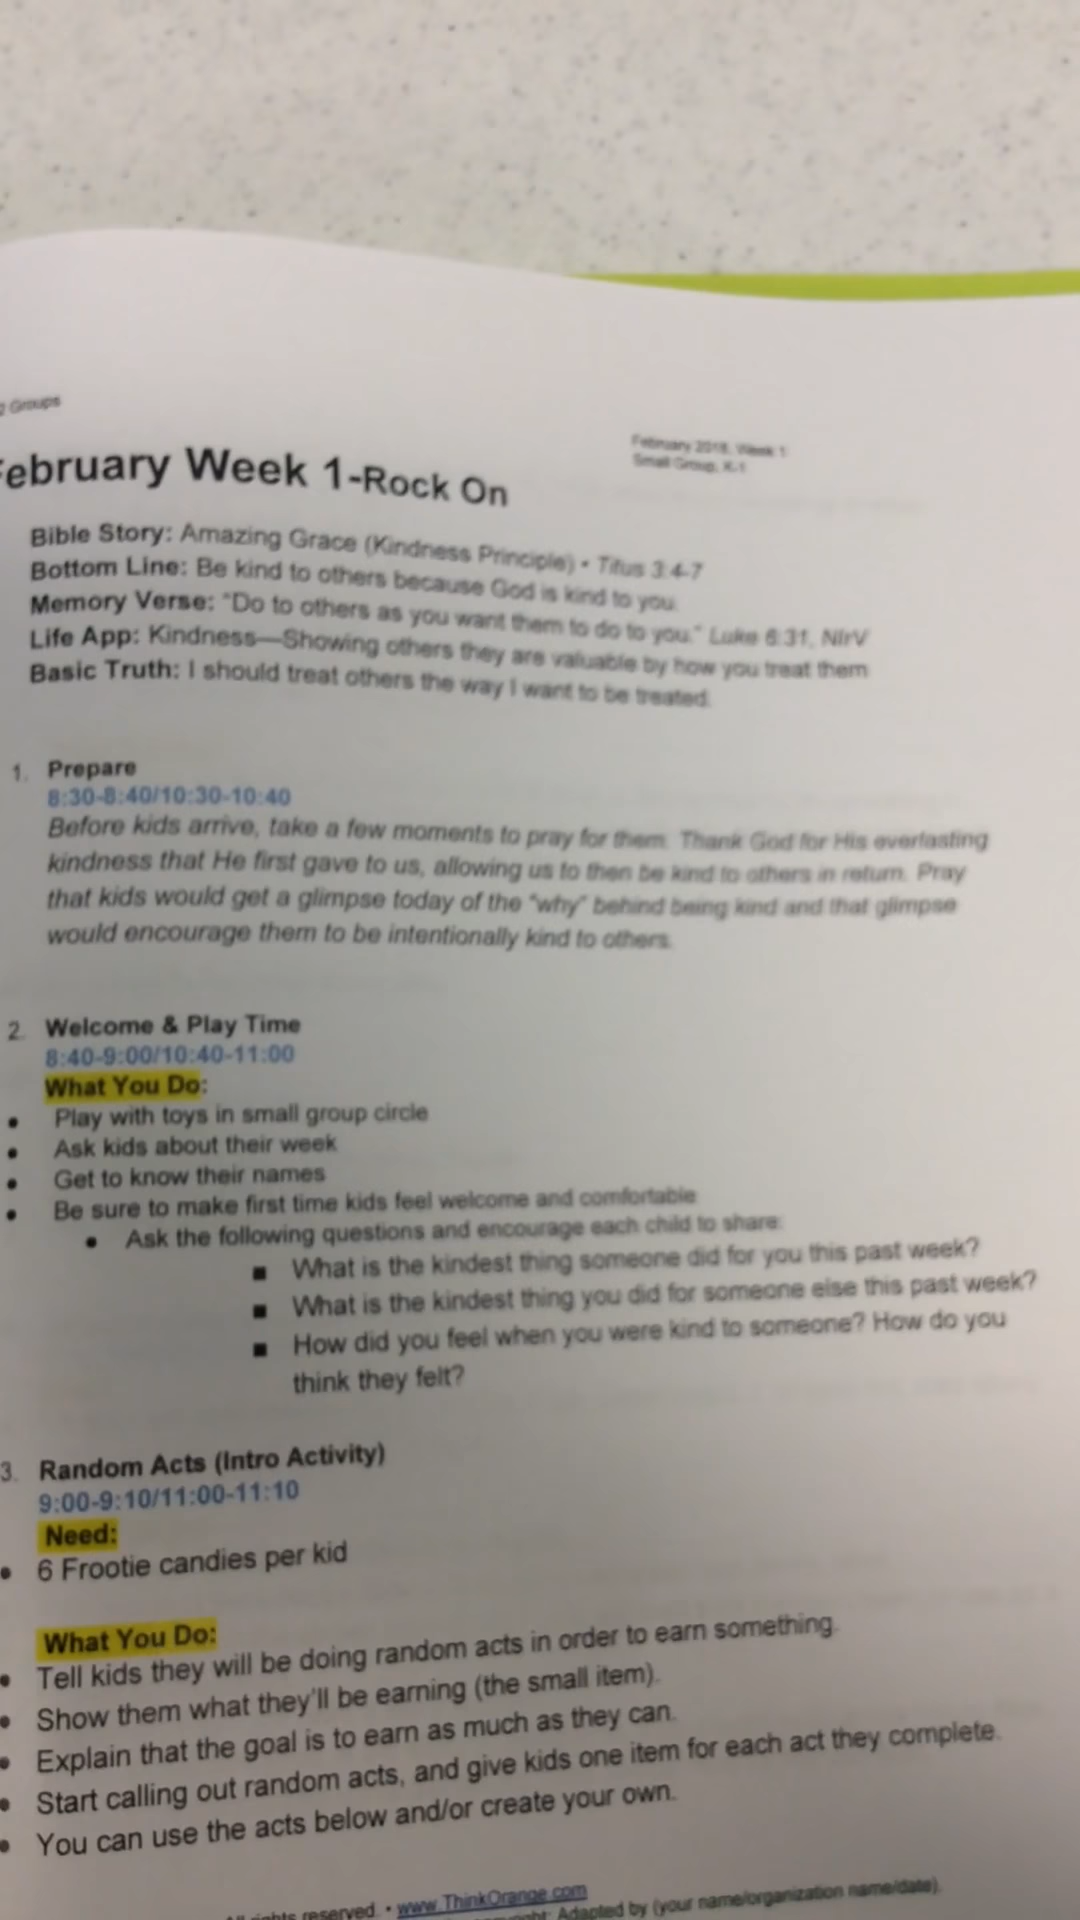 Groups
February 2018, Week 1
Small Group, K-1
February Week 1-Rock On
Bible Story: Amazing Grace (Kindness Principle) • Titus 3:4-7
Bottom Line: Be kind to others because God is kind to you.
Memory Verse: "Do to others as you want them to do to you." Luke 6:31, NIrV
Life App: Kindness—Showing others they are valuable by how you treat them
Basic Truth: I should treat others the way I want to be treated.
1. Prepare
8:30-8:40/10:30-10:40
Before kids arrive, take a few moments to pray for them. Thank God for His everlasting
kindness that He first gave to us, allowing us to then be kind to others in return. Pray
that kids would get a glimpse today of the "why" behind being kind and that glimpse
would encourage them to be intentionally kind to others.
2. Welcome & Play Time
8:40-9:00/10:40-11:00
What You Do:
• Play with toys in small group circle
• Ask kids about their week
• Get to know their names
• Be sure to make first time kids feel welcome and comfortable
• Ask the following questions and encourage each child to share:
■ What is the kindest thing someone did for you this past week?
■ What is the kindest thing you did for someone else this past week?
■ How did you feel when you were kind to someone? How do you
think they felt?
3. Random Acts (Intro Activity)
9:00-9:10/11:00-11:10
Need:
• 6 Frootie candies per kid
What You Do:
• Tell kids they will be doing random acts in order to earn something.
• Show them what they'll be earning (the small item).
• Explain that the goal is to earn as much as they can.
• Start calling out random acts, and give kids one item for each act they complete.
• You can use the acts below and/or create your own.
All rights reserved. • www.ThinkOrange.com
Adapted by (your name/organization name/date).